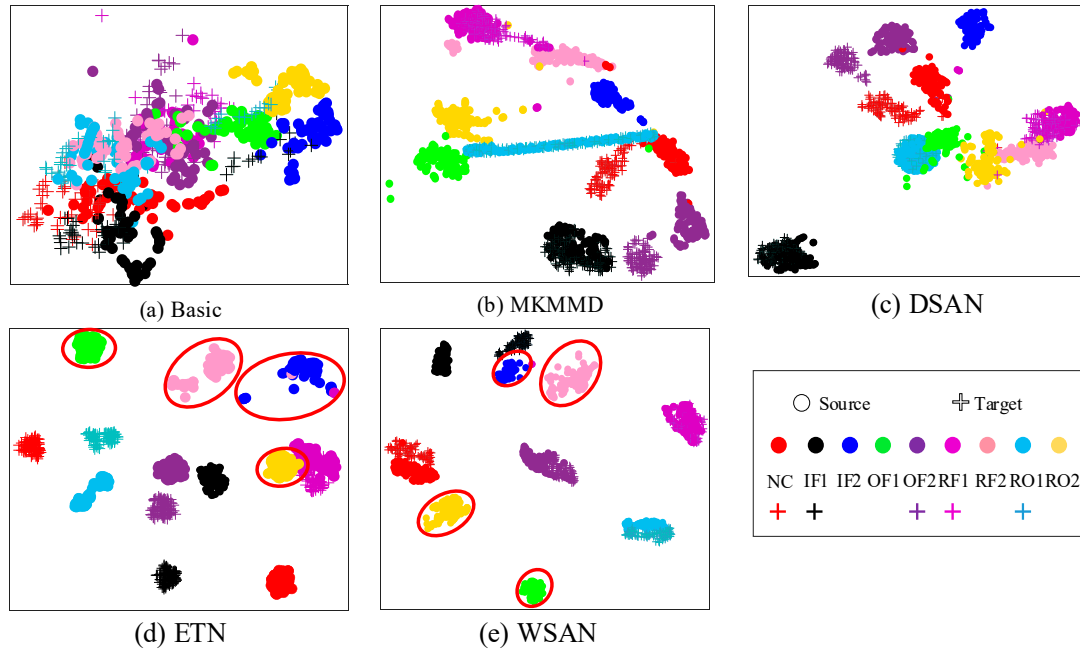 (a) Basic
(b) MKMMD
(c) DSAN
(d) ETN
(e) WSAN
Source Target
NC IF1 IF2 OF1 OF2 RF1 RF2 RO1 RO2